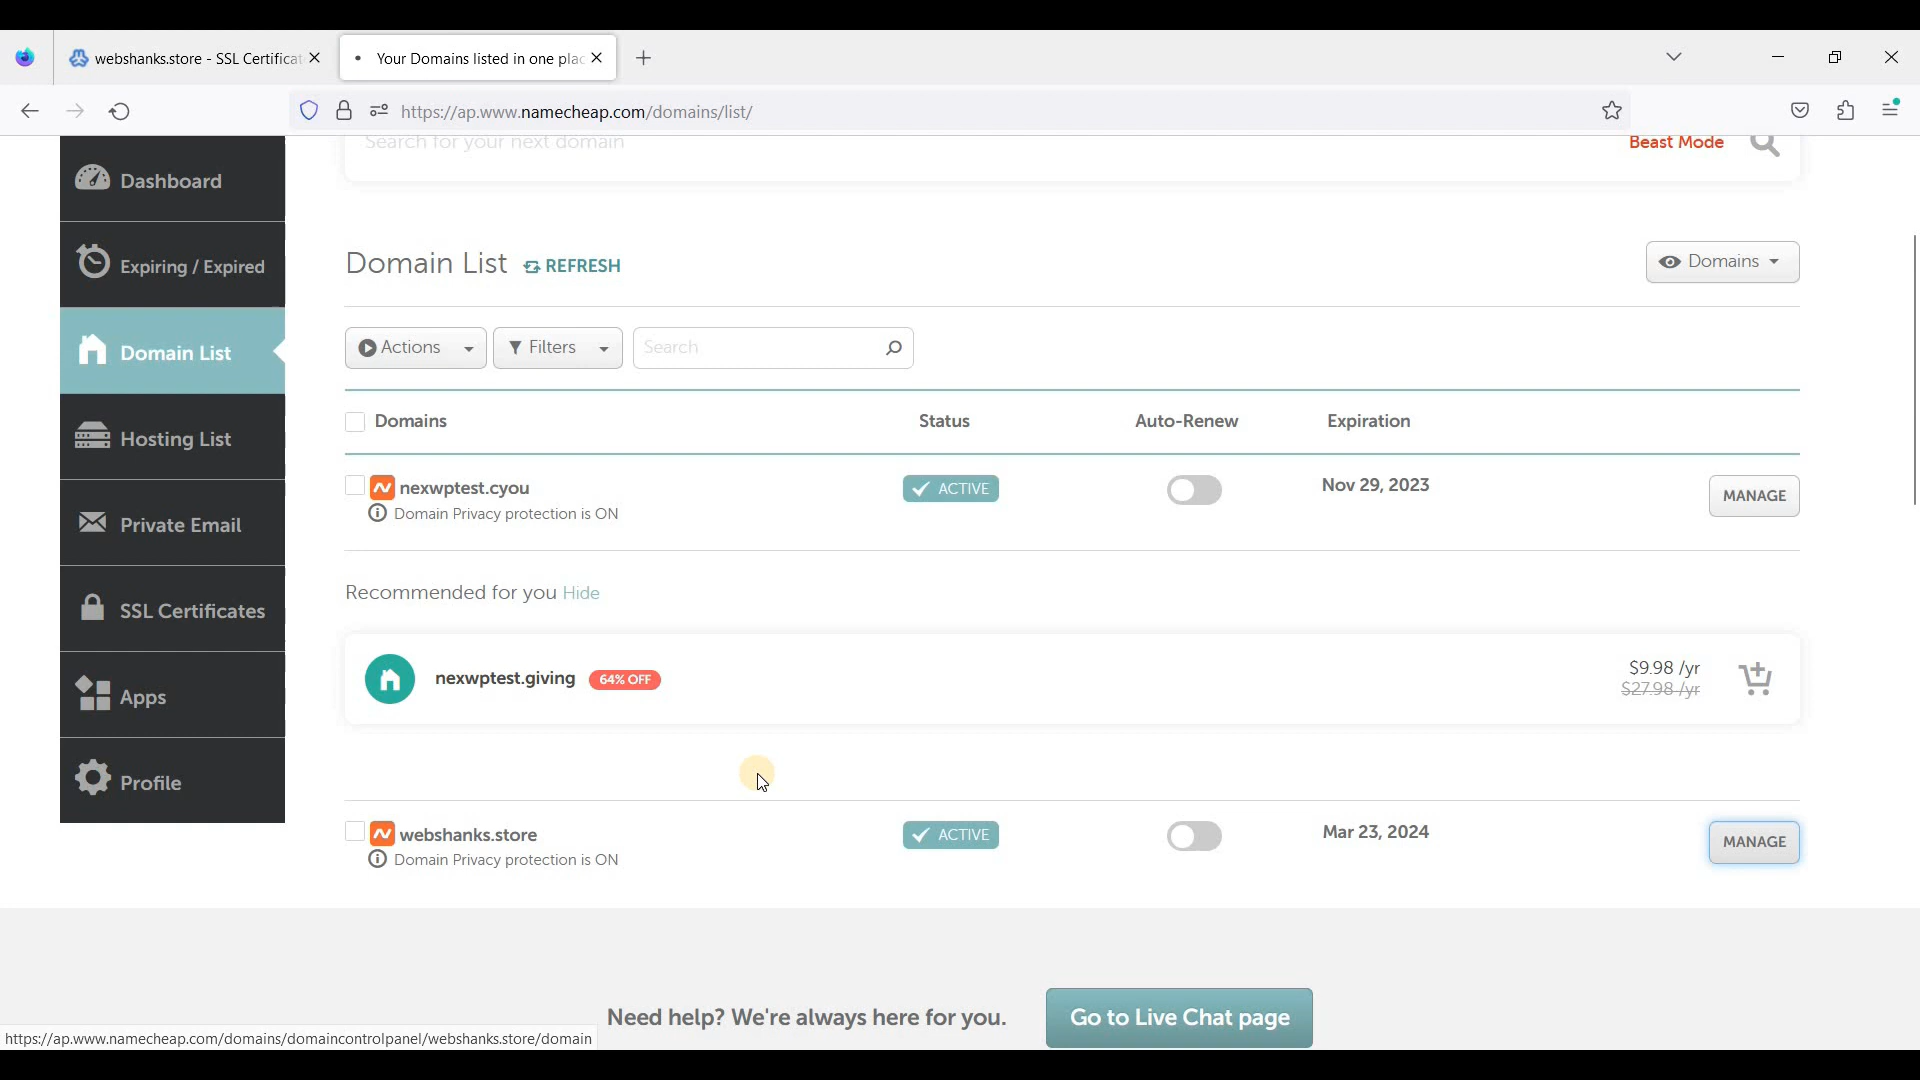 webshanks.store - SSL Certificat
Your Domains listed in one plac
https://ap.www.namecheap.com/domains/list/
Dashboard
Expiring / Expired
Domain List
Hosting List
Private Email
SSL Certificates
Apps
Profile
Search for your next domain
Beast Mode
Domain List REFRESH
Domains
Actions Filters Search
Domains Status Auto-Renew Expiration
nexwptest.cyou ACTIVE Nov 29, 2023 MANAGE
Domain Privacy protection is ON
Recommended for you Hide
nexwptest.giving 64% OFF $9.98 /yr
$27.98 /yr
webshanks.store ACTIVE Mar 23, 2024 MANAGE
Domain Privacy protection is ON
Need help? We're always here for you. Go to Live Chat page
https://ap.www.namecheap.com/domains/domaincontrolpanel/webshanks.store/domain